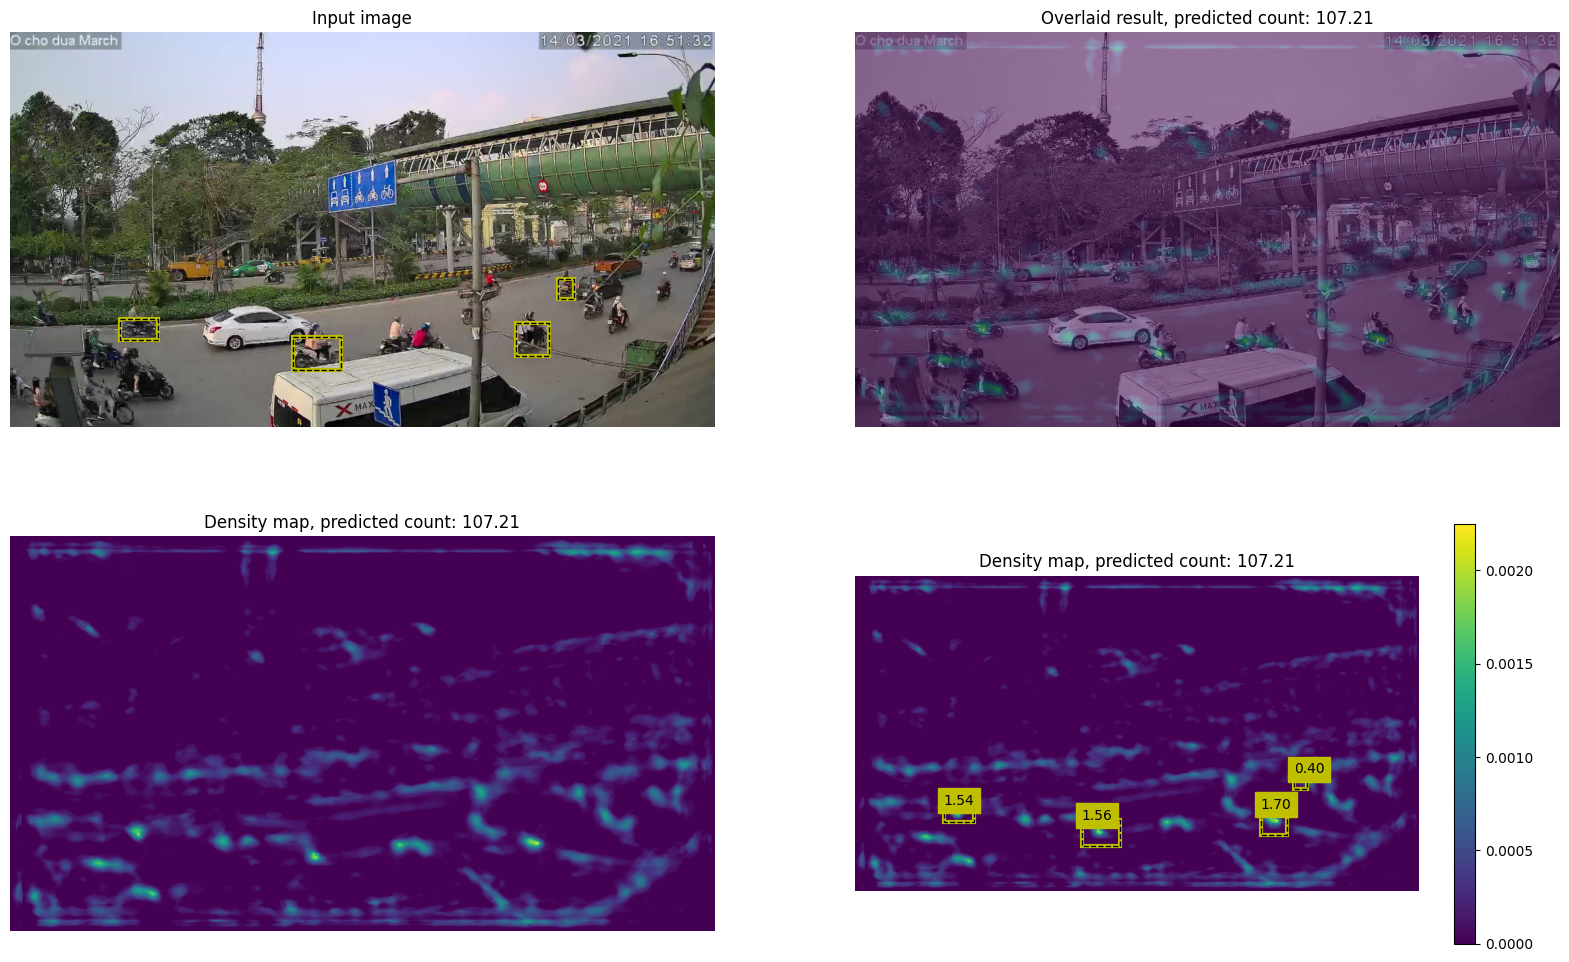 Input image
O cho dua March
14/03/2021 16:51:32
X MAX
Overlaid result, predicted count: 107.21
O cho dua March
14/03/2021 16:51:32
X MAX
Density map, predicted count: 107.21
Density map, predicted count: 107.21
0.40
1.54
1.70
1.56
0.0020
0.0015
0.0010
0.0005
0.0000